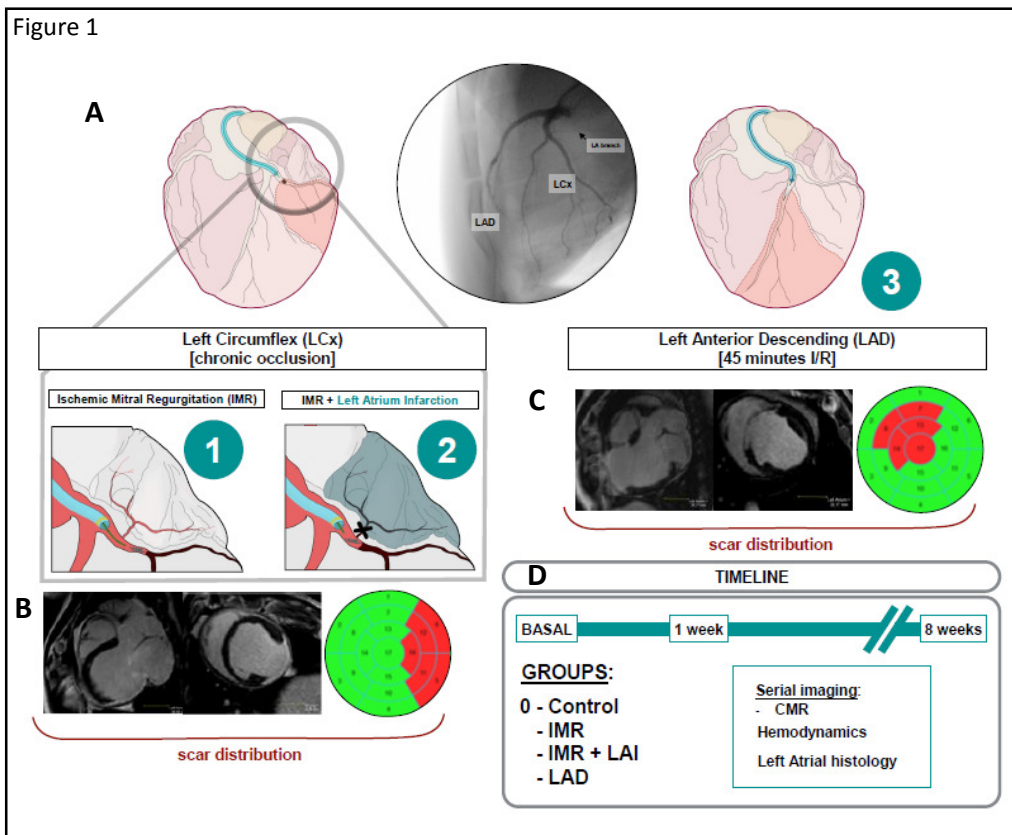 Figure 1
A
LA branch
LCx
LAD
3
Left Circumflex (LCx)
[chronic occlusion]
Left Anterior Descending (LAD)
[45 minutes I/R]
Ischemic Mitral Regurgitation (IMR)
IMR + Left Atrium Infarction
1
2
C
scar distribution
B
scar distribution
D
TIMELINE
BASAL
1 week
8 weeks
GROUPS:
0 - Control
- IMR
- IMR + LAI
- LAD
Serial imaging:
- CMR
Hemodynamics
Left Atrial histology